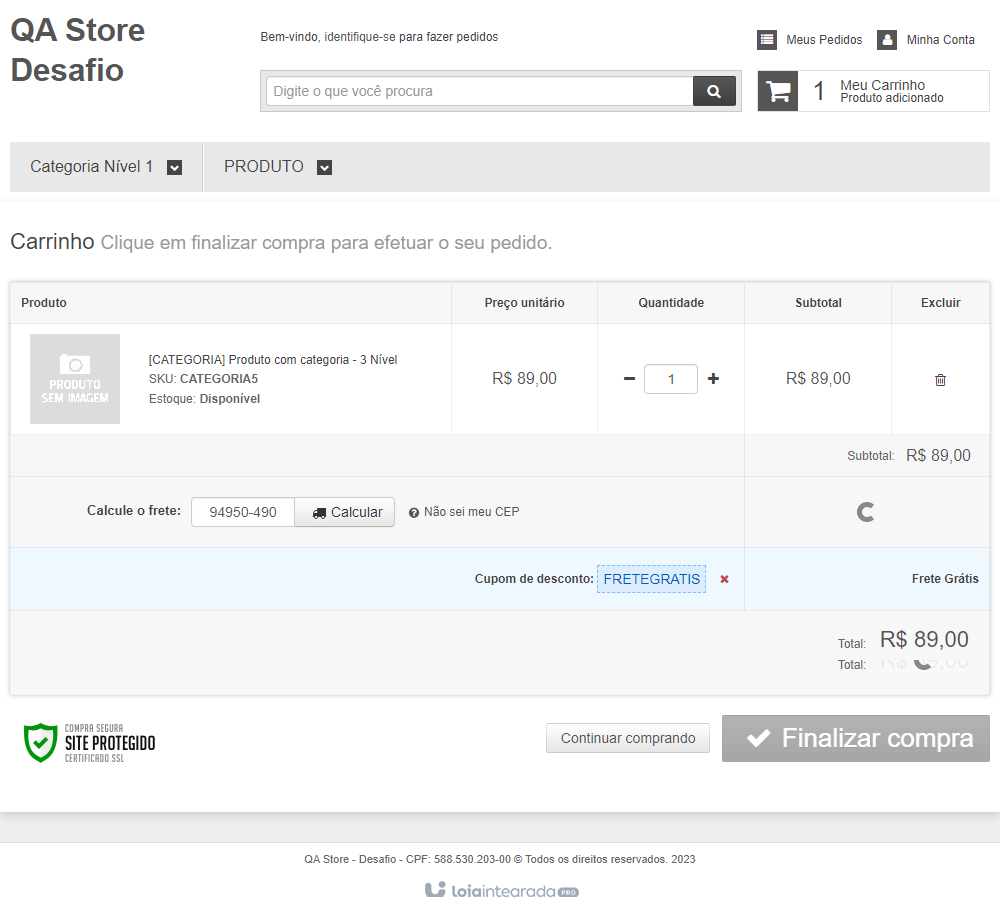 QA Store
Desafio
Bem-vindo, identifique-se para fazer pedidos
Meus Pedidos
Minha Conta
Digite o que você procura
1
Meu Carrinho
Produto adicionado
Categoria Nível 1
PRODUTO
Carrinho Clique em finalizar compra para efetuar o seu pedido.
Produto
Preço unitário
Quantidade
Subtotal
Excluir
PRODUTO
SEM IMAGEM
[CATEGORIA] Produto com categoria - 3 Nível
SKU: CATEGORIA5
Estoque: Disponível
R$ 89,00
1
R$ 89,00
Subtotal: R$ 89,00
Calcule o frete: 94950-490 Calcular Não sei meu CEP
Cupom de desconto: FRETEGRATIS
Frete Grátis
Total: R$ 89,00
Total:
COMPRA SEGURA
SITE PROTEGIDO
CERTIFICADO SSL
Continuar comprando
Finalizar compra
QA Store - Desafio - CPF: 588.530.203-00 © Todos os direitos reservados. 2023
lojaintegrada PRO